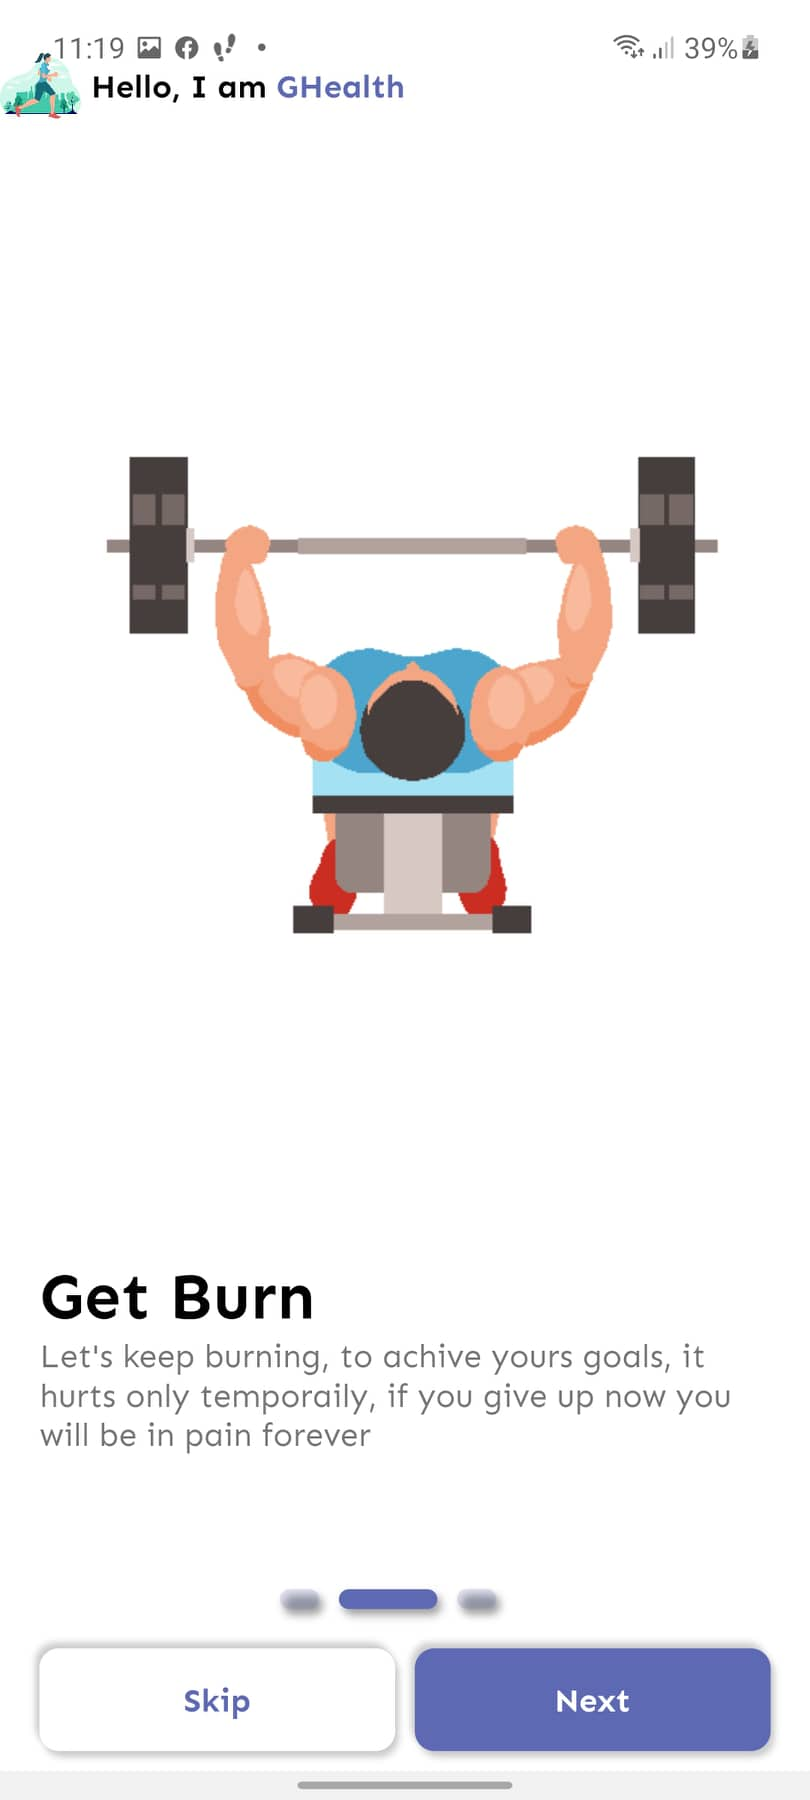 11:19
39%
Hello, I am GHealth
Get Burn
Let's keep burning, to achive yours goals, it
hurts only temporaily, if you give up now you
will be in pain forever
Skip
Next